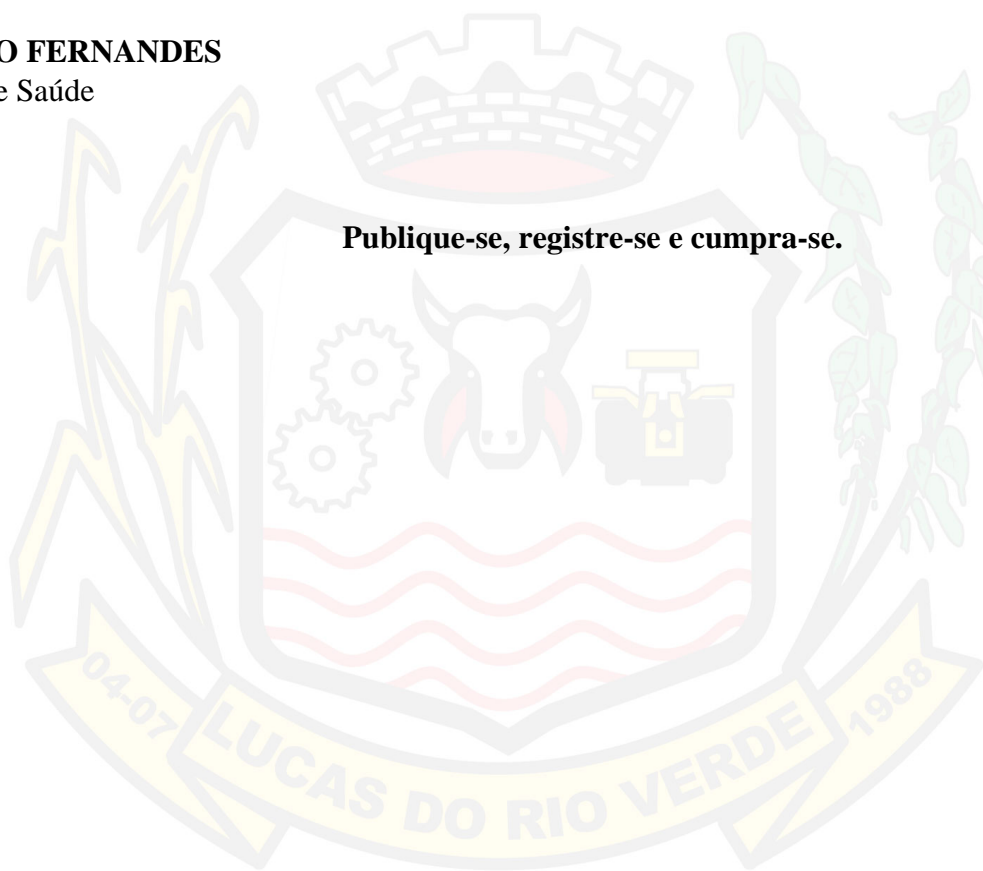 O FERNANDES
e Saúde
Publique-se, registre-se e cumpra-se.
04-07 LUCAS DO RIO VERDE 1988